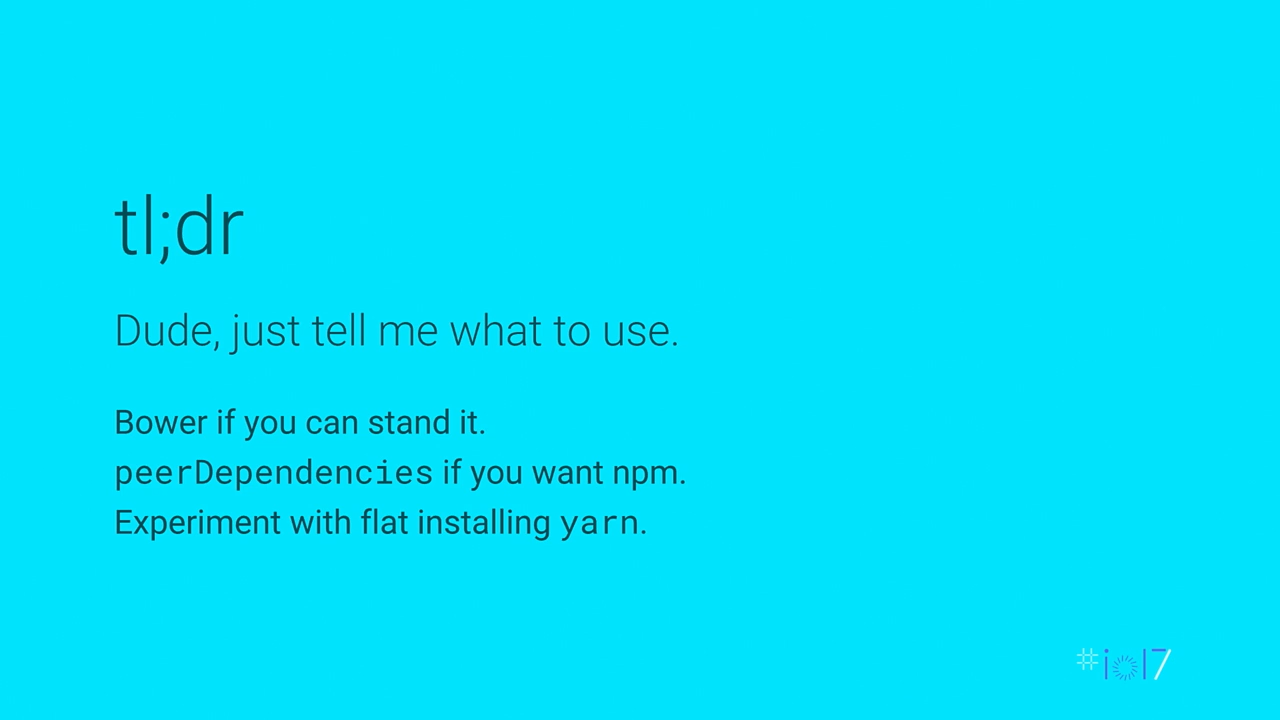 tl;dr
Dude, just tell me what to use.
Bower if you can stand it.
peerDependencies if you want npm.
Experiment with flat installing yarn.
#io17